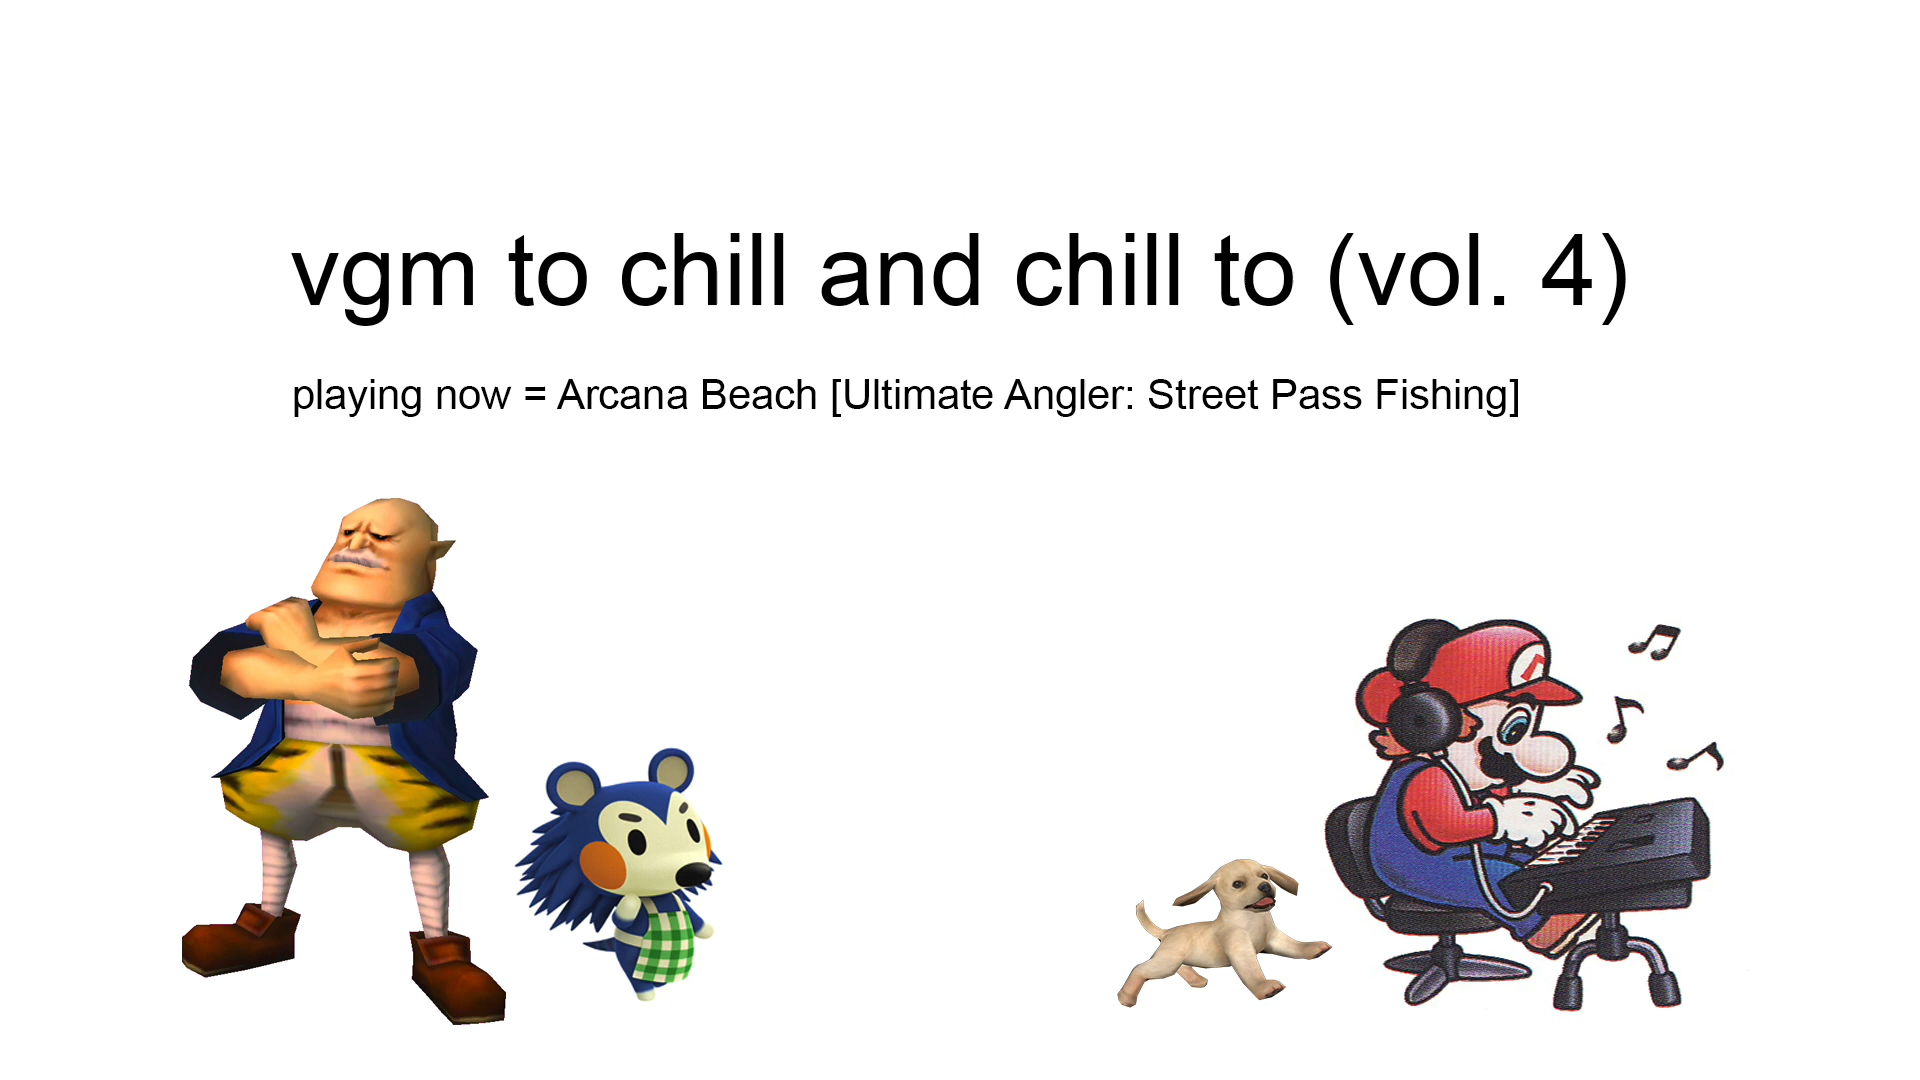 vgm to chill and chill to (vol. 4)
playing now = Arcana Beach [Ultimate Angler: Street Pass Fishing]